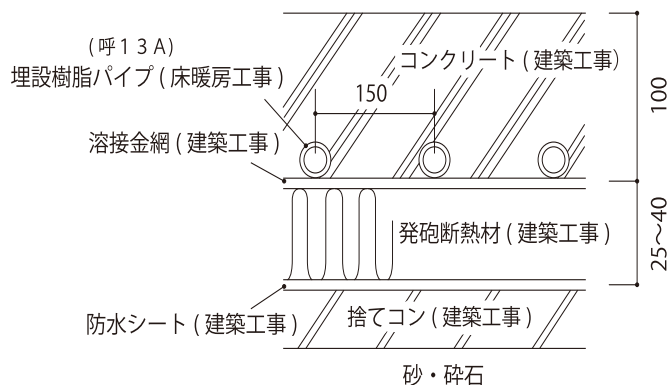 (呼13A)
埋設樹脂パイプ(床暖房工事)
コンクリート(建築工事)
150
100
溶接金網(建築工事)
発砲断熱材(建築工事)
25〜40
防水シート(建築工事)
捨てコン(建築工事)
砂・砕石